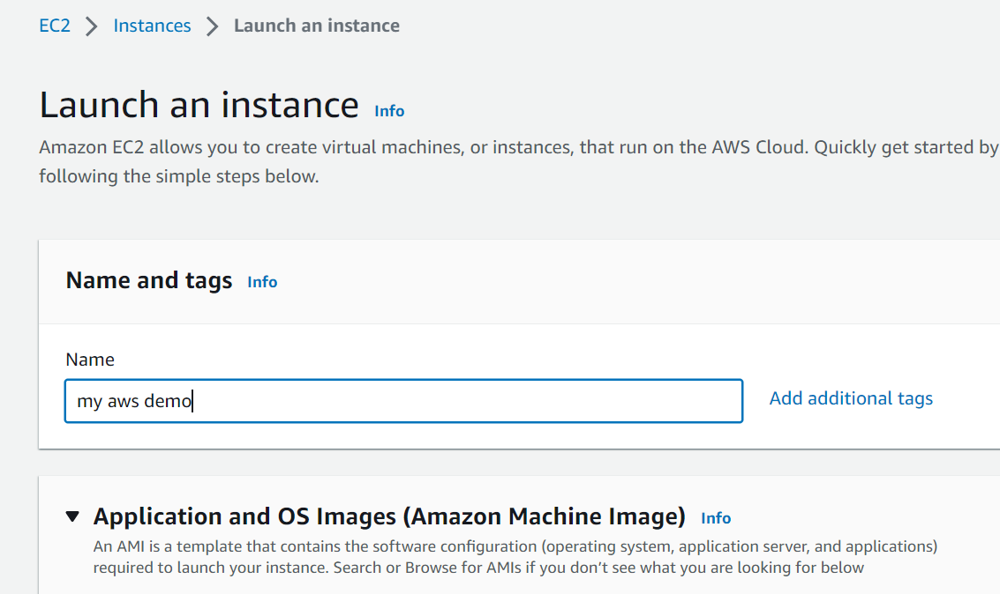 EC2 Instances Launch an instance
Launch an instance Info
Amazon EC2 allows you to create virtual machines, or instances, that run on the AWS Cloud. Quickly get started by
following the simple steps below.
Name and tags Info
Name
my aws demo Add additional tags
Application and OS Images (Amazon Machine Image) Info
An AMI is a template that contains the software configuration (operating system, application server, and applications)
required to launch your instance. Search or Browse for AMIs if you don’t see what you are looking for below